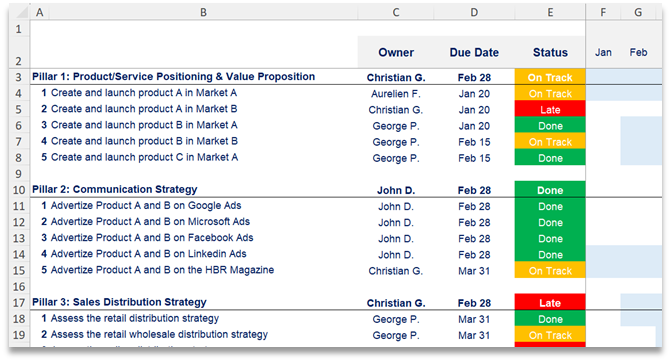 A B C D E F G
1
2 Owner Due Date Status Jan Feb
3 Pillar 1: Product/Service Positioning & Value Proposition Christian G. Feb 28 On Track
4 1 Create and launch product A in Market A Aurelien F. Jan 20 On Track
5 2 Create and launch product A in Market B Christian G. Jan 20 Late
6 3 Create and launch product B in Market A George P. Jan 20 Done
7 4 Create and launch product B in Market B George P. Feb 15 On Track
8 5 Create and launch product C in Market A George P. Feb 15 Done
9
10 Pillar 2: Communication Strategy John D. Feb 28 Done
11 1 Advertize Product A and B on Google Ads John D. Feb 28 Done
12 2 Advertize Product A and B on Microsoft Ads John D. Feb 28 Done
13 3 Advertize Product A and B on Facebook Ads John D. Feb 28 Done
14 4 Advertize Product A and B on Linkedin Ads John D. Feb 28 Done
15 5 Advertize Product A and B on the HBR Magazine Christian G. Mar 31 On Track
16
17 Pillar 3: Sales Distribution Strategy Christian G. Feb 28 Late
18 1 Assess the retail distribution strategy George P. Mar 31 Done
19 2 Assess the retail wholesale distribution strategy George P. Mar 31 On Track